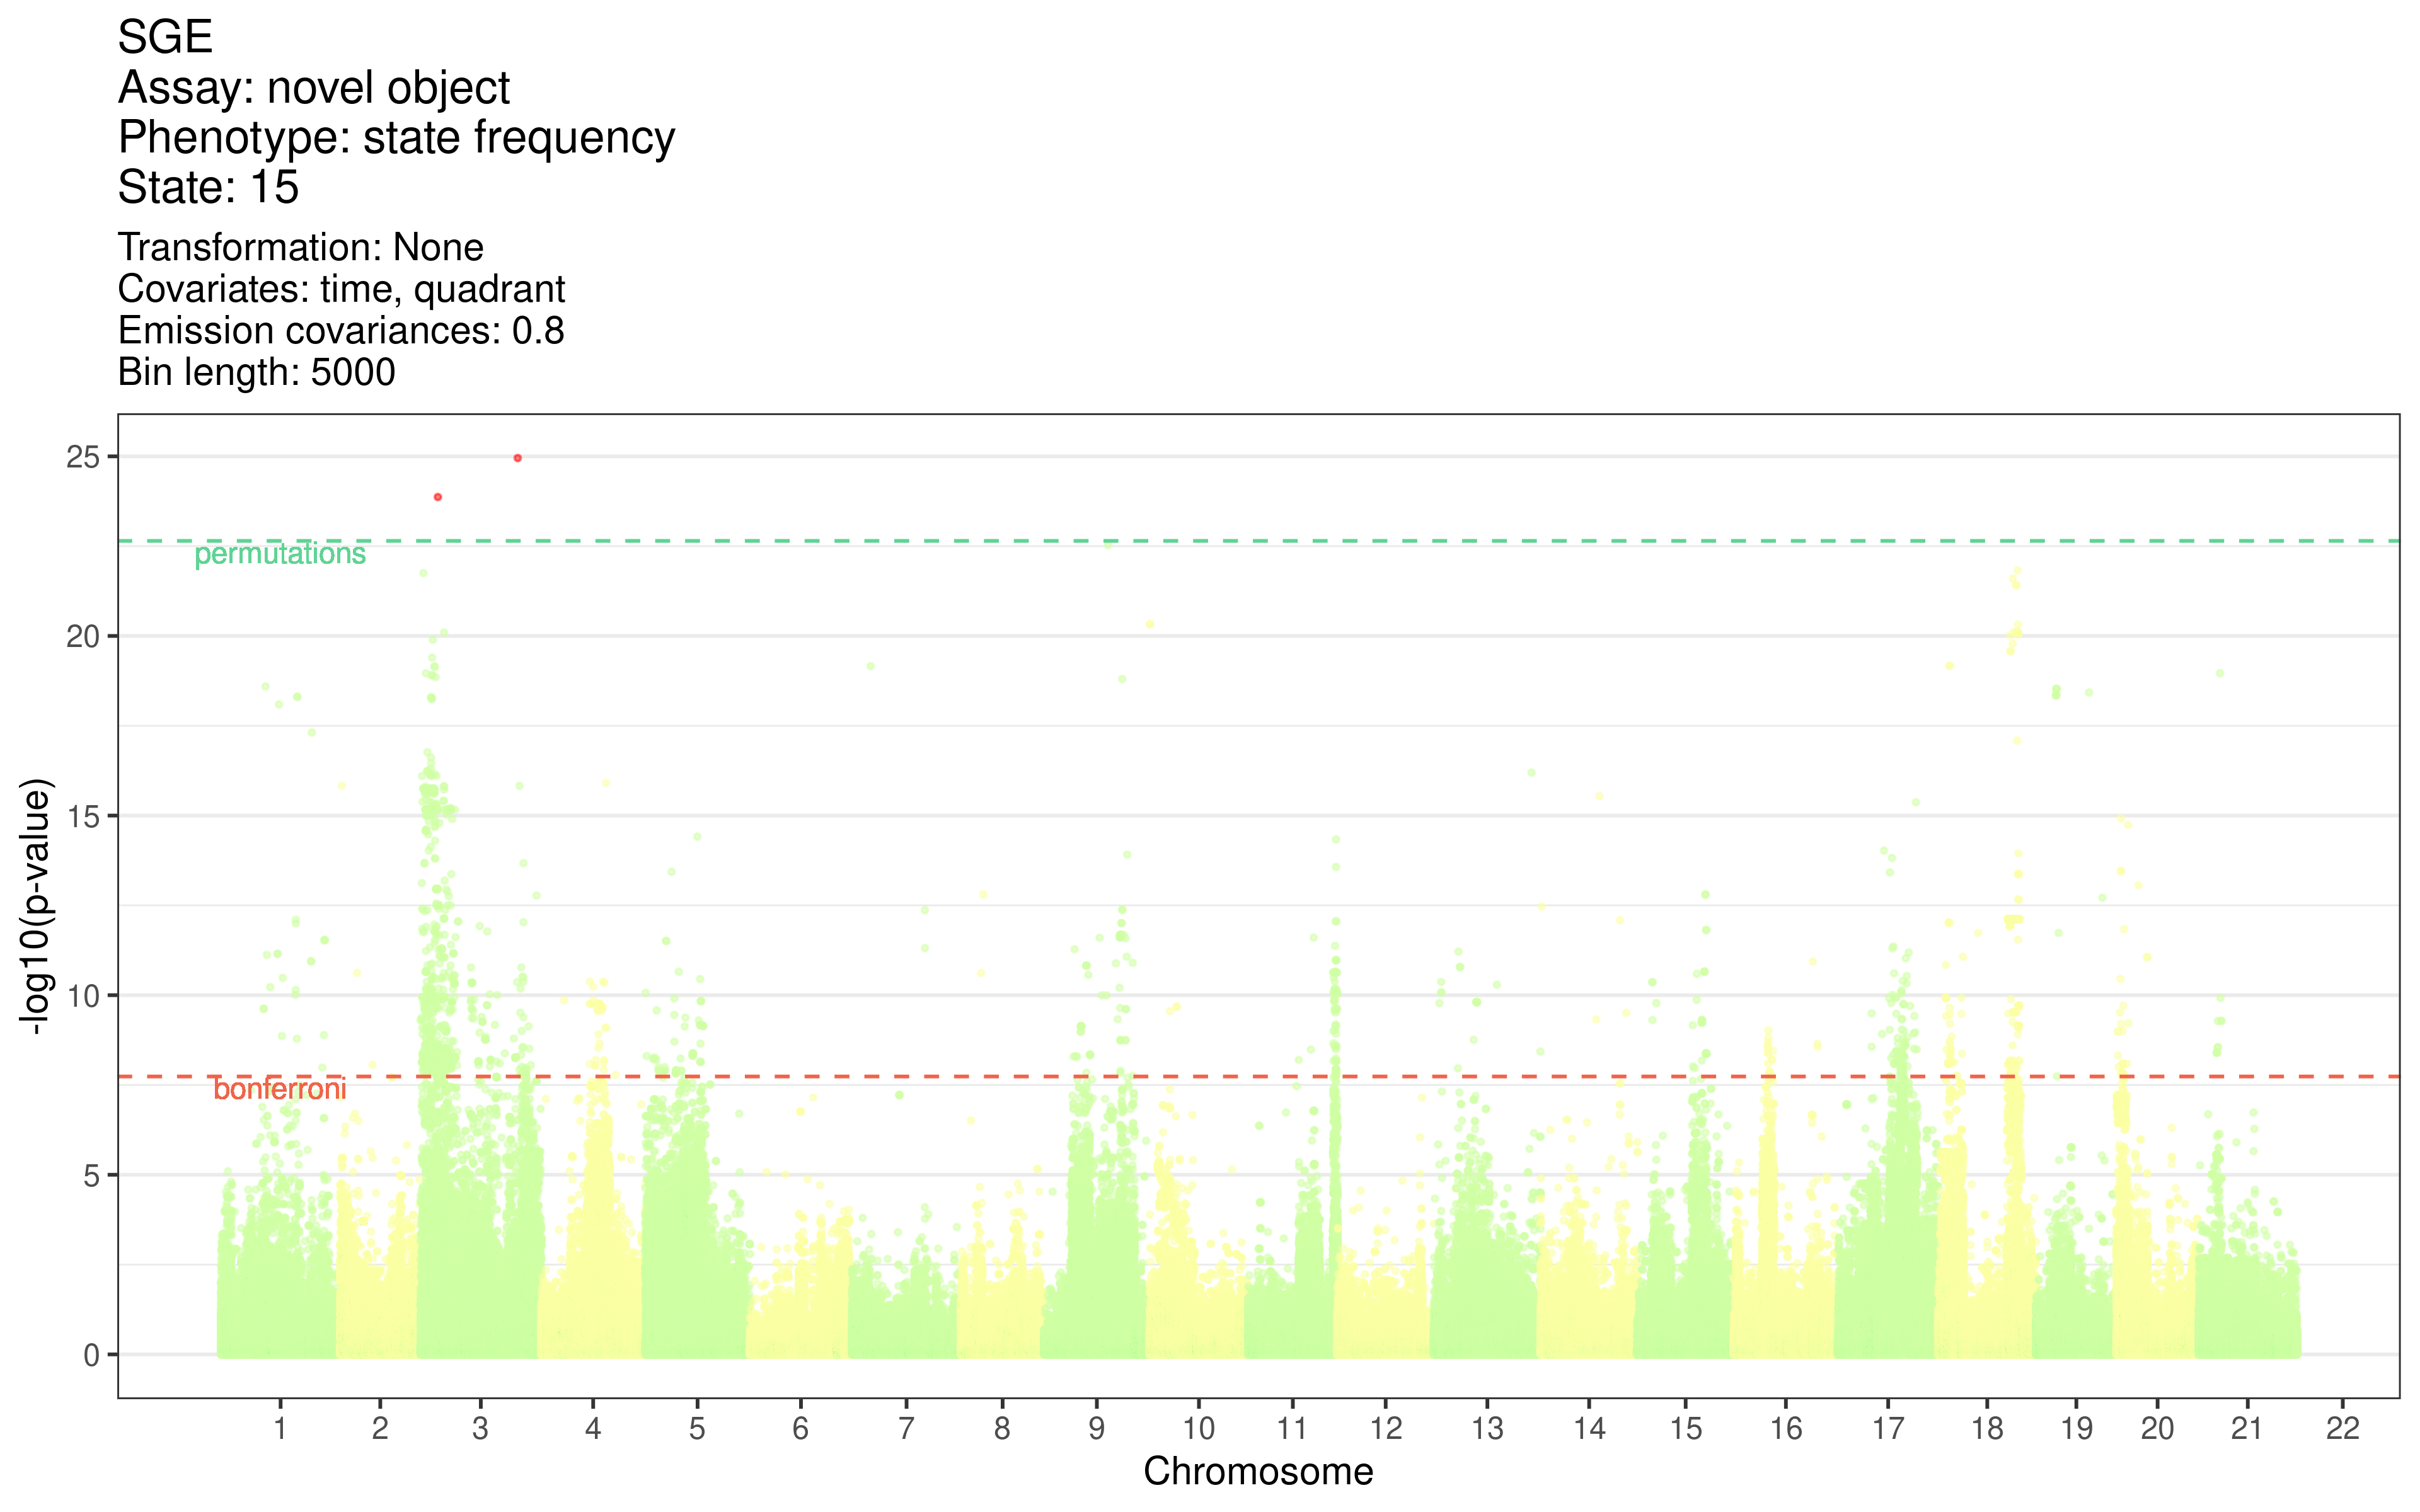 SGE
Assay: novel object
Phenotype: state frequency
State: 15
Transformation: None
Covariates: time, quadrant
Emission covariances: 0.8
Bin length: 5000
25
permutations
20
15
10
bonferroni
5
0
-log10(p-value)
1 2 3 4 5 6 7 8 9 10 11 12 13 14 15 16 17 18 19 20 21 22
Chromosome